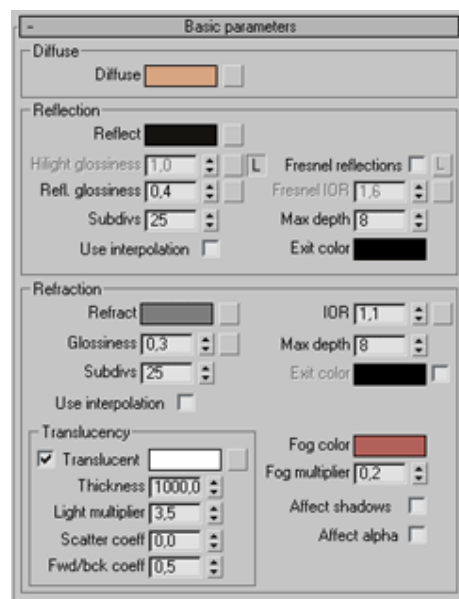 - Basic parameters
Diffuse
Diffuse
Reflection
Reflect
Hilight glossiness 1,0 L Fresnel reflections L
Refl. glossiness 0,4 Fresnel IOR 1,6
Subdivs 25 Max depth 8
Use interpolation Exit color
Refraction
Refract IOR 1,1
Glossiness 0,3 Max depth 8
Subdivs 25 Exit color
Use interpolation
Translucency
Translucent Fog color
Thickness 1000,0 Fog multiplier 0,2
Light multiplier 3,5 Affect shadows
Scatter coeff 0,0 Affect alpha
Fwd/bck coeff 0,5